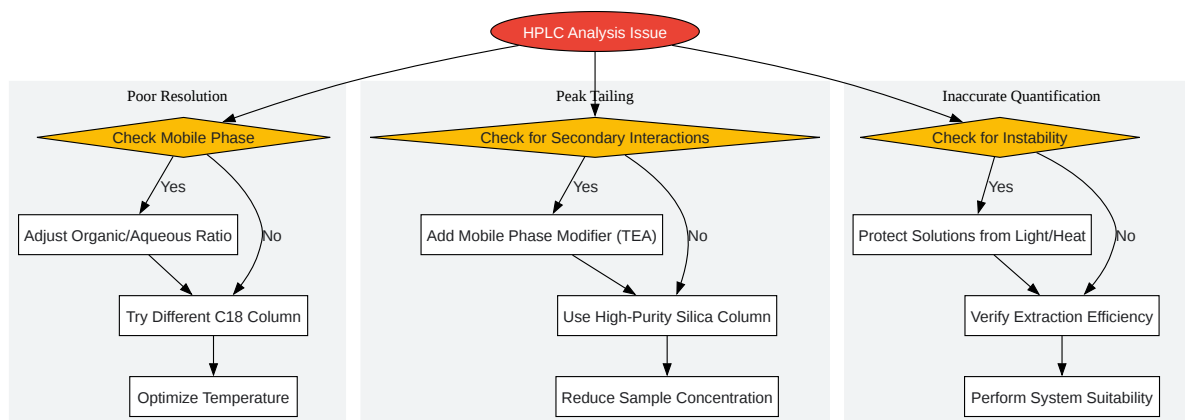 HPLC Analysis Issue
Poor Resolution
Peak Tailing
Inaccurate Quantification
Check Mobile Phase
Check for Secondary Interactions
Check for Instability
Yes
Yes
Yes
Adjust Organic/Aqueous Ratio
No
Add Mobile Phase Modifier (TEA)
No
Protect Solutions from Light/Heat
No
Try Different C18 Column
Use High-Purity Silica Column
Verify Extraction Efficiency
Optimize Temperature
Reduce Sample Concentration
Perform System Suitability